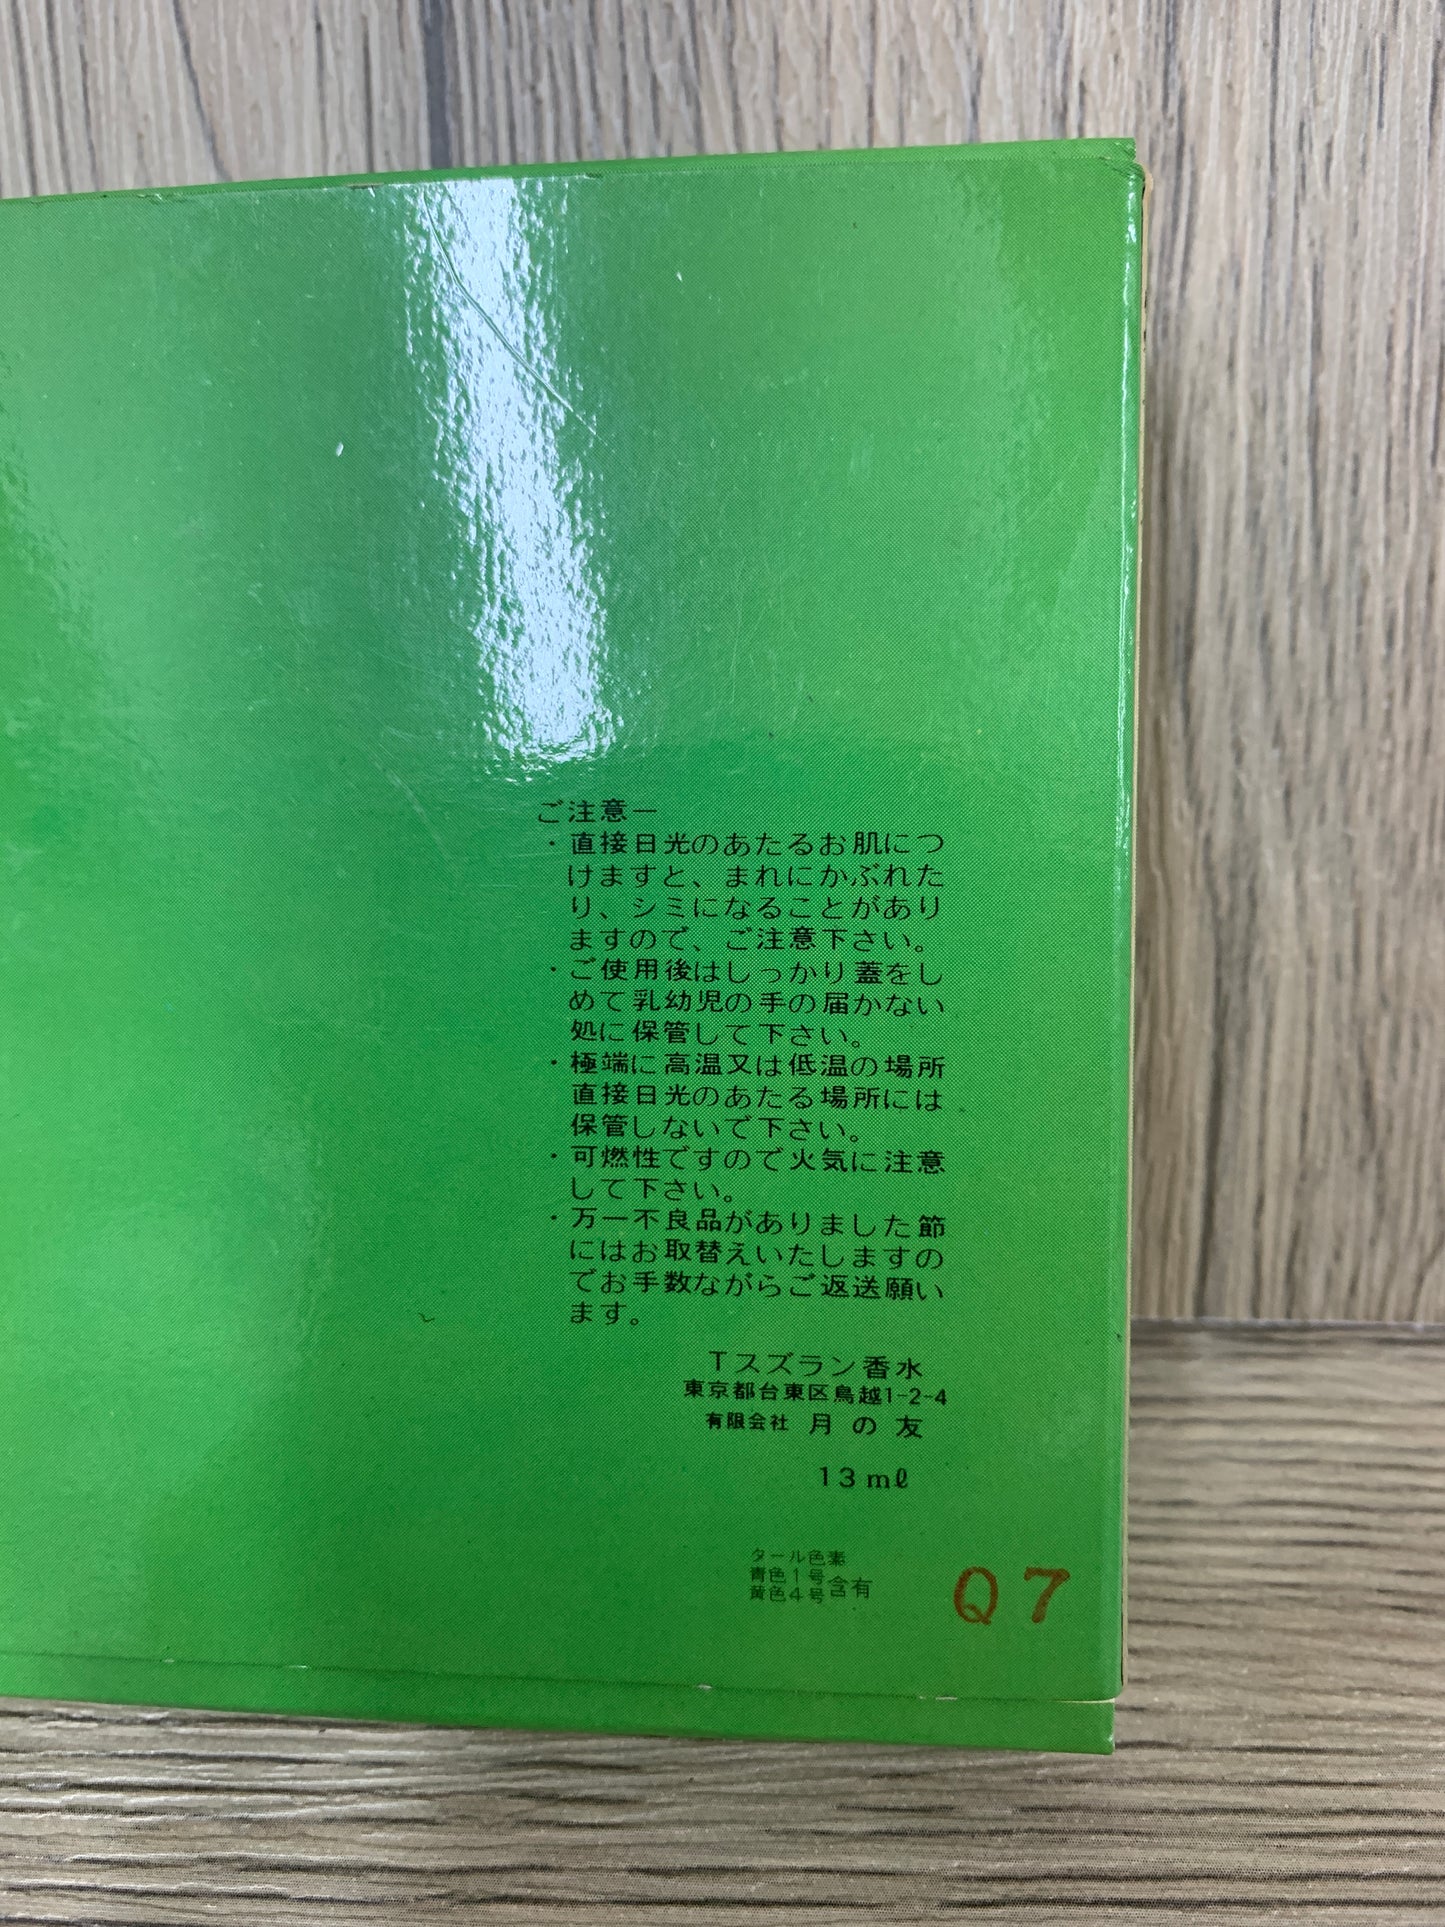 ご注意ー
・直接日光のあたるお肌につ
けますと、まれにかぶれた
り、シミになることがあり
ますので、ご注意下さい。
・ご使用後はしっかり蓋をし
めて乳幼児の手の届かない
処に保管して下さい。
・極端に高温又は低温の場所
直接日光のあたる場所には
保管しないで下さい。
・可燃性ですので火気に注意
して下さい。
・万一不良品がありました節
にはお取替えいたしますの
でお手数ながらご返送願い
ます。
Tスズラン香水
東京都台東区鳥越1-2-4
有限会社 月の友
13mℓ
タール色素
青色1号
黄色4号含有
Q7